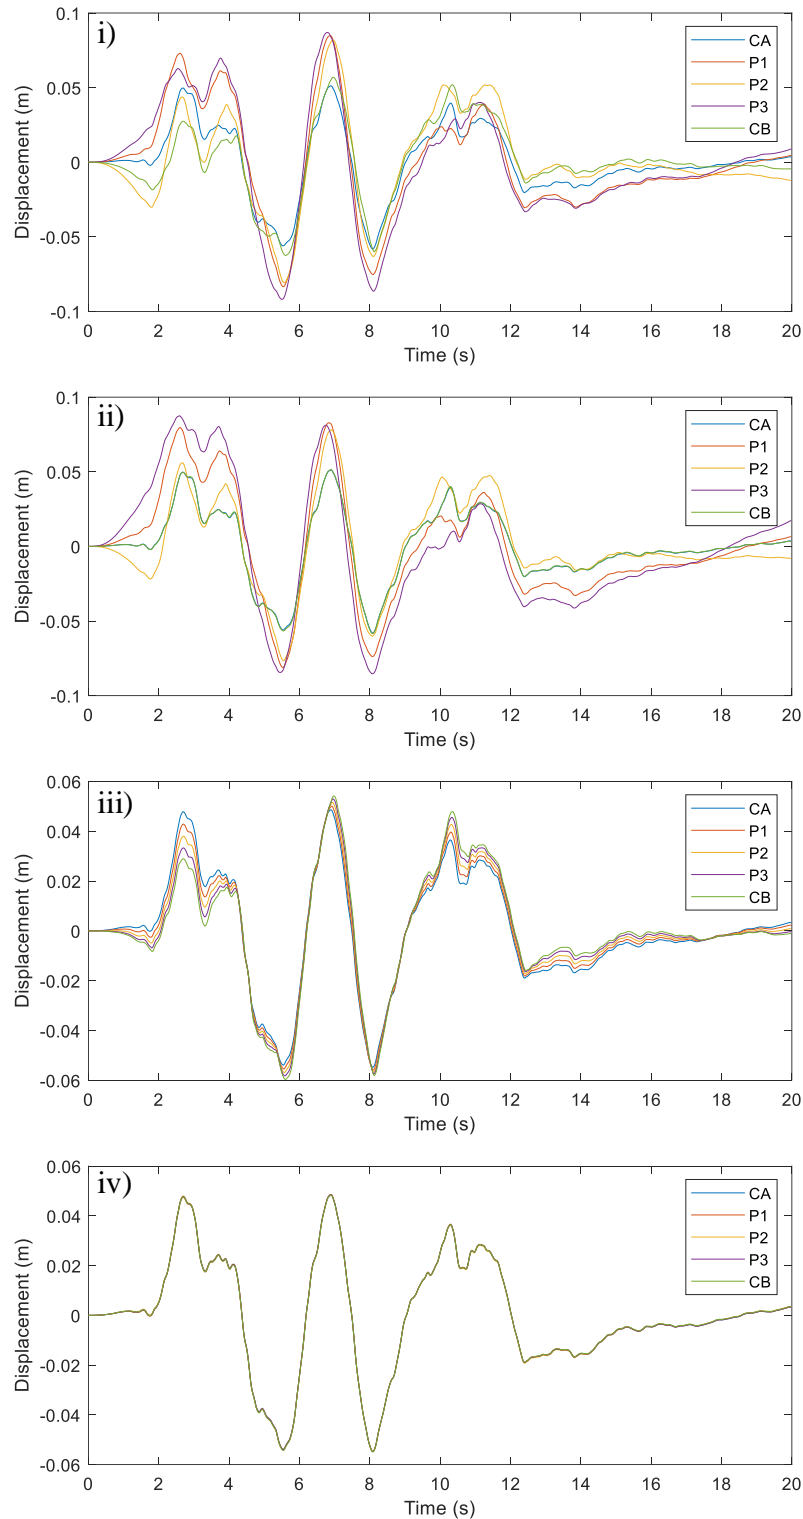 i)
0.1
0.05
0
-0.05
-0.1
Displacement (m)
CA
P1
P2
P3
CB
0 2 4 6 8 10 12 14 16 18 20
Time (s)
ii)
0.1
0.05
0
-0.05
-0.1
Displacement (m)
CA
P1
P2
P3
CB
0 2 4 6 8 10 12 14 16 18 20
Time (s)
iii)
0.06
0.04
0.02
0
-0.02
-0.04
-0.06
Displacement (m)
CA
P1
P2
P3
CB
0 2 4 6 8 10 12 14 16 18 20
Time (s)
iv)
0.06
0.04
0.02
0
-0.02
-0.04
-0.06
Displacement (m)
CA
P1
P2
P3
CB
0 2 4 6 8 10 12 14 16 18 20
Time (s)